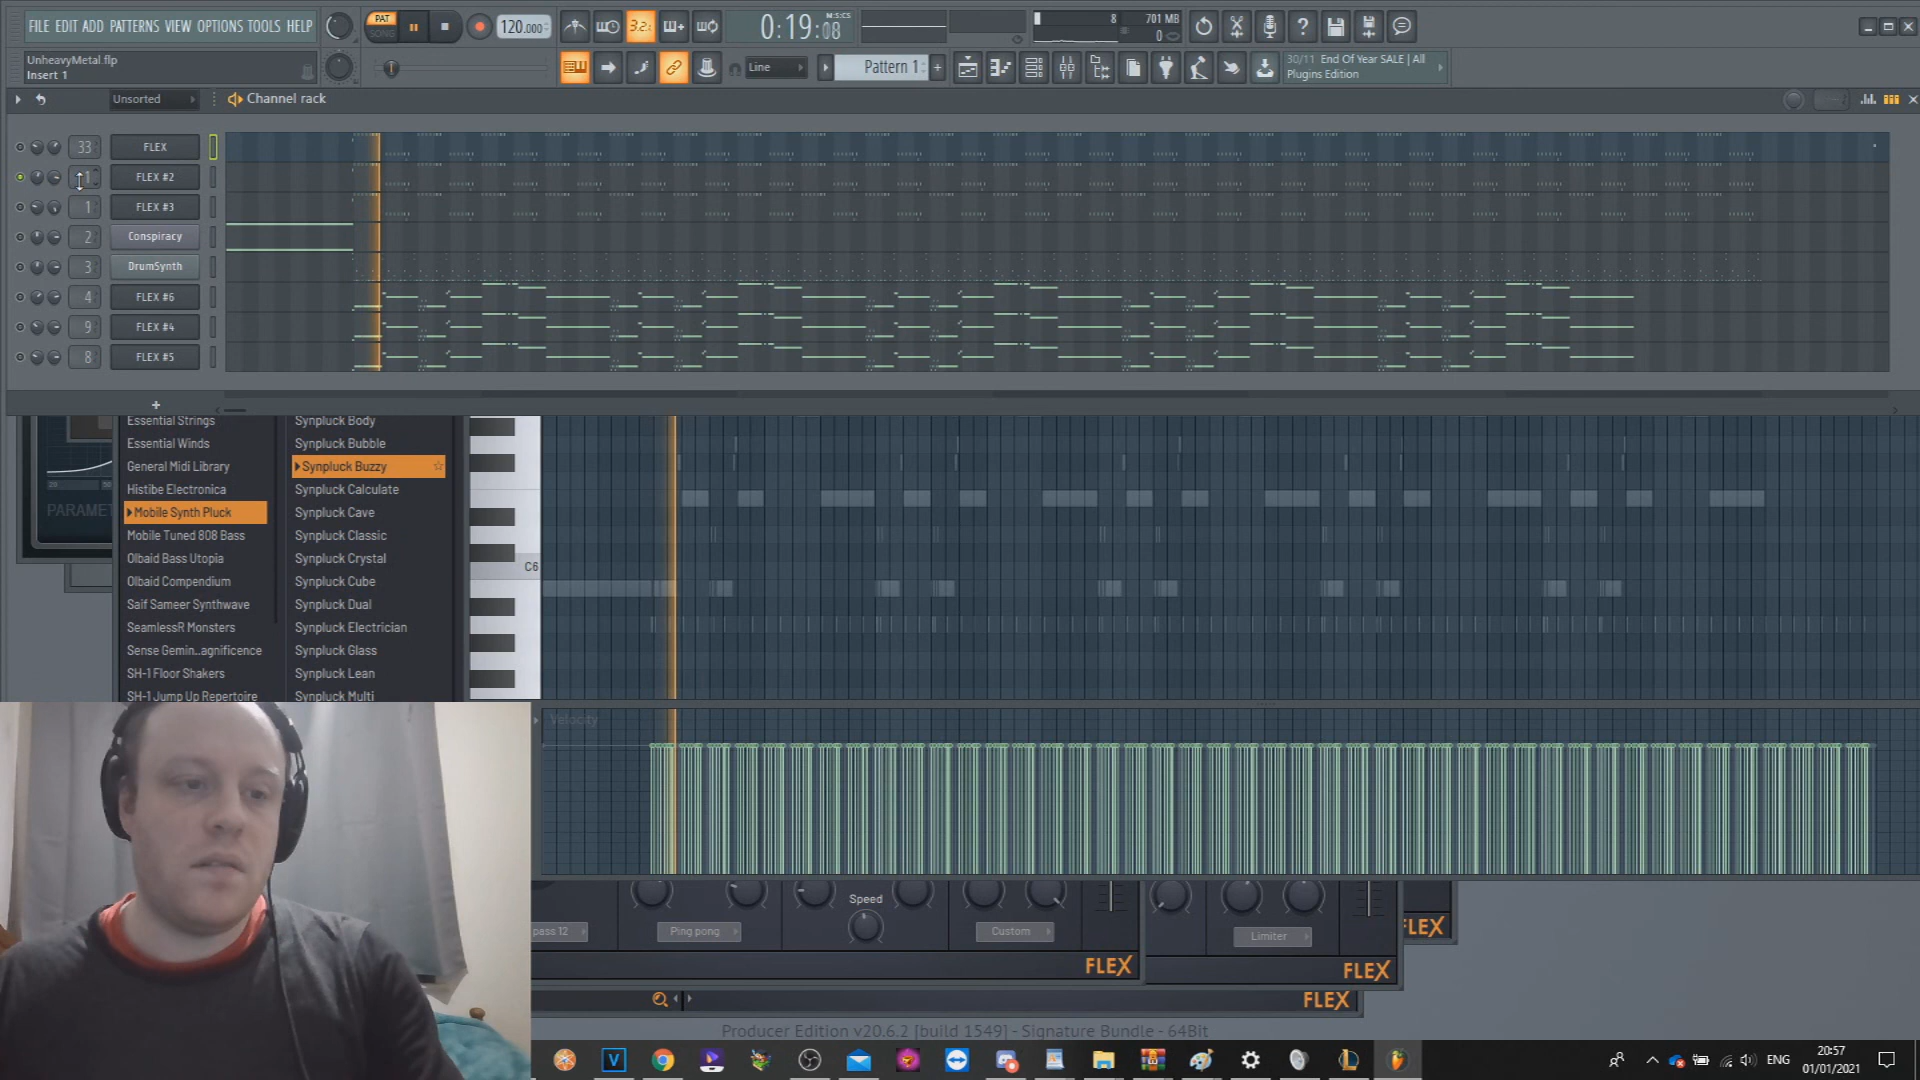 FILE EDIT ADD PATTERNS VIEW OPTIONS TOOLS HELP
PAT
SONG
120.000
3.2.
0:19:08
M:S:CS
8
701 MB
0
UnheavyMetal.flp
Insert 1
Line
Pattern 1
30/11 End Of Year SALE | All
Plugins Edition
Unsorted
Channel rack
33 FLEX
1 FLEX #2
1 FLEX #3
2 Conspiracy
3 DrumSynth
4 FLEX #6
9 FLEX #4
8 FLEX #5
Essential Strings
Essential Winds
General Midi Library
Histibe Electronica
Mobile Synth Pluck
Mobile Tuned 808 Bass
Olbaid Bass Utopia
Olbaid Compendium
Saif Sameer Synthwave
SeamlessR Monsters
Sense Gemin..agnificence
SH-1 Floor Shakers
SH-1 Jump Up Repertoire
Synpluck Body
Synpluck Bubble
Synpluck Buzzy
Synpluck Calculate
Synpluck Cave
Synpluck Classic
Synpluck Crystal
Synpluck Cube
Synpluck Dual
Synpluck Electrician
Synpluck Glass
Synpluck Lean
Synpluck Multi
20
PARAMET
C6
Velocity
Speed
pass 12
Ping pong
Custom
Limiter
FLEX
FLEX
FLEX
FLEX
Producer Edition v20.6.2 [build 1549] - Signature Bundle - 64Bit
ENG
20:57
01/01/2021